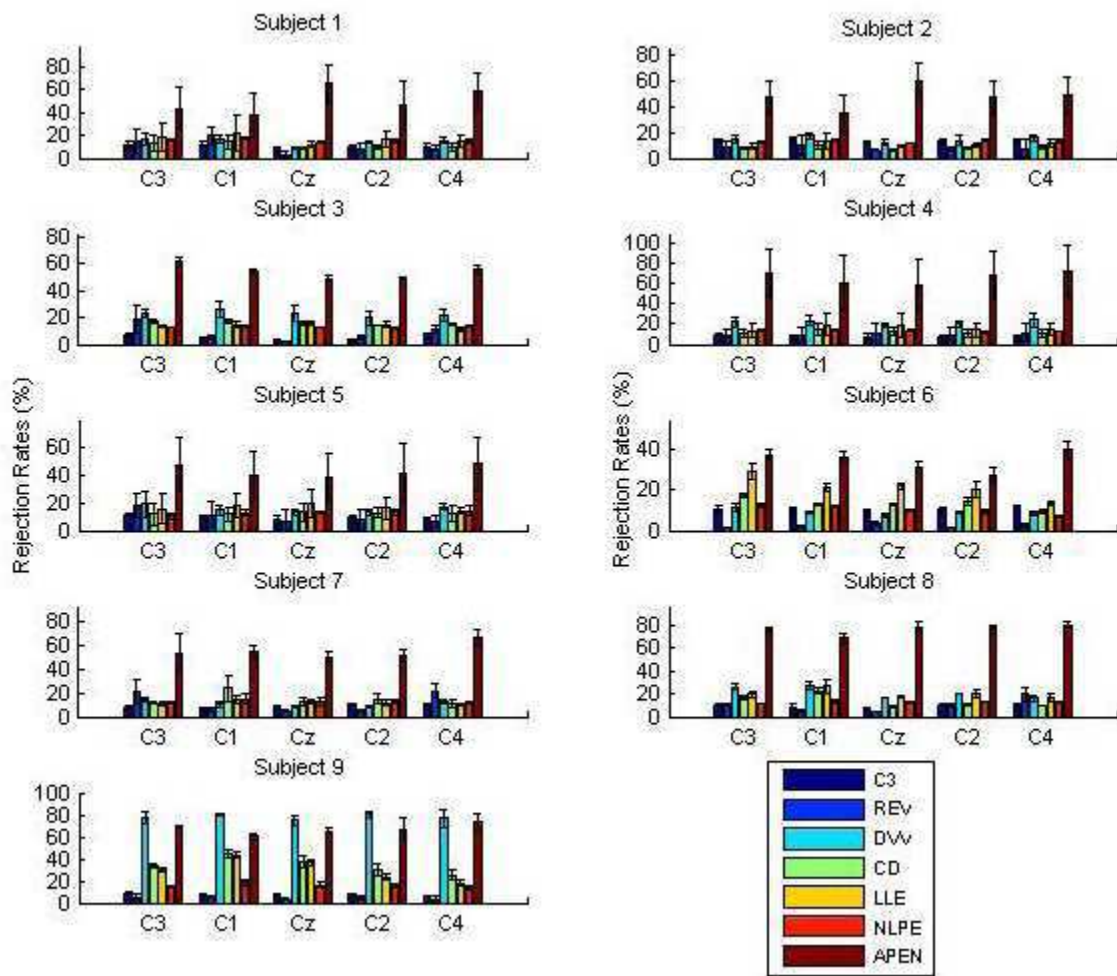 Subject 1
80
60
40
20
0
C3 C1 Cz C2 C4
Subject 2
80
60
40
20
0
C3 C1 Cz C2 C4
Subject 3
80
60
40
20
0
C3 C1 Cz C2 C4
Subject 4
100
80
60
40
20
0
C3 C1 Cz C2 C4
Rejection Rates (%)
Subject 5
60
40
20
0
C3 C1 Cz C2 C4
Rejection Rates (%)
Subject 6
40
20
0
C3 C1 Cz C2 C4
Subject 7
80
60
40
20
0
C3 C1 Cz C2 C4
Subject 8
80
60
40
20
0
C3 C1 Cz C2 C4
Subject 9
100
80
60
40
20
0
C3 C1 Cz C2 C4
C3
REV
DVV
CD
LLE
NLPE
APEN